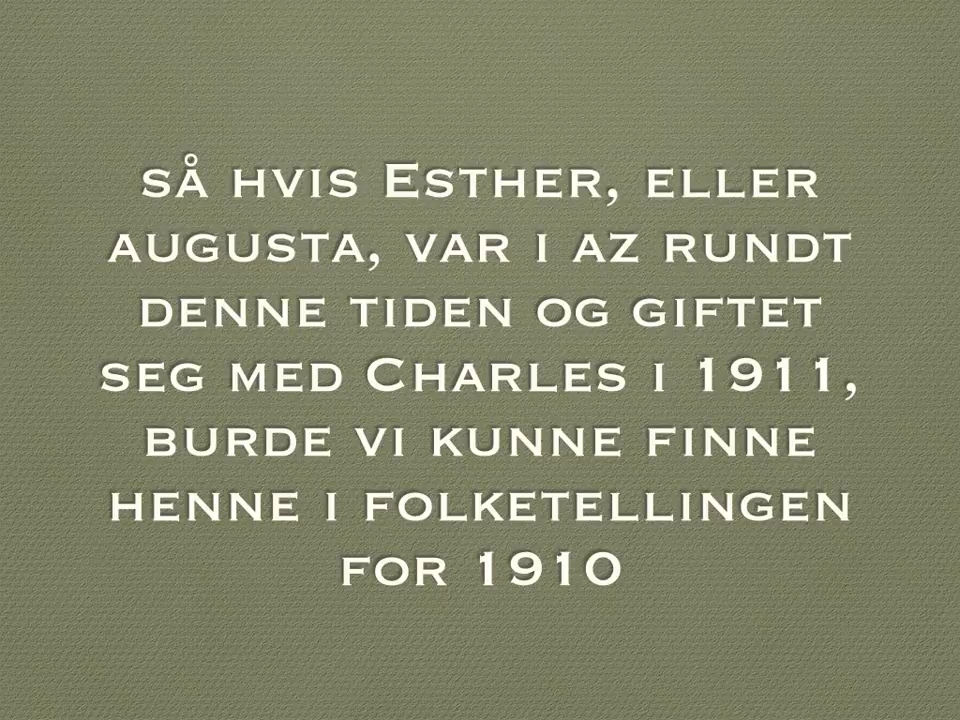 så hvis Esther, eller
augusta, var i az rundt
denne tiden og giftet
seg med Charles i 1911,
burde vi kunne finne
henne i folketellingen
for 1910